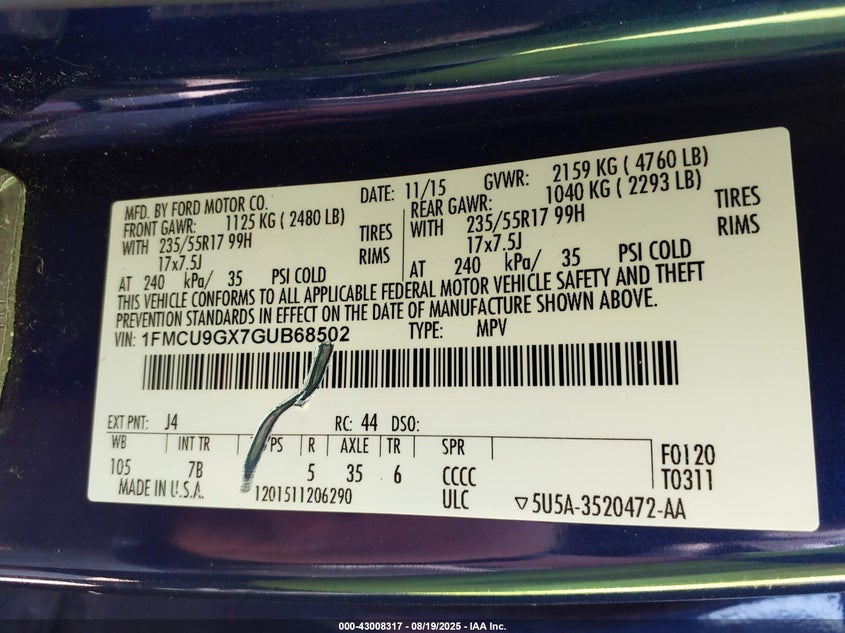 MFD. BY FORD MOTOR CO. DATE: 11/15 GVWR: 2159 KG ( 4760 LB)
FRONT GAWR: 1125 KG ( 2480 LB) REAR GAWR: 1040 KG ( 2293 LB)
WITH 235/55R17 99H TIRES WITH 235/55R17 99H TIRES
17x7.5J RIMS 17x7.5J RIMS
AT 240 kPa/ 35 PSI COLD AT 240 kPa/ 35 PSI COLD
THIS VEHICLE CONFORMS TO ALL APPLICABLE FEDERAL MOTOR VEHICLE SAFETY AND THEFT
PREVENTION STANDARDS IN EFFECT ON THE DATE OF MANUFACTURE SHOWN ABOVE.
VIN: 1FMCU9GX7GUB68502 TYPE: MPV
EXT PNT: J4 RC: 44 DSO:
WB INT TR R AXLE TR SPR F0120
105 7B 5 35 6 CCCC T0311
MADE IN U.S.A. 1201511206290 ULC ▽5U5A-3520472-AA
000-43008317 - 08/19/2025 - IAA Inc.